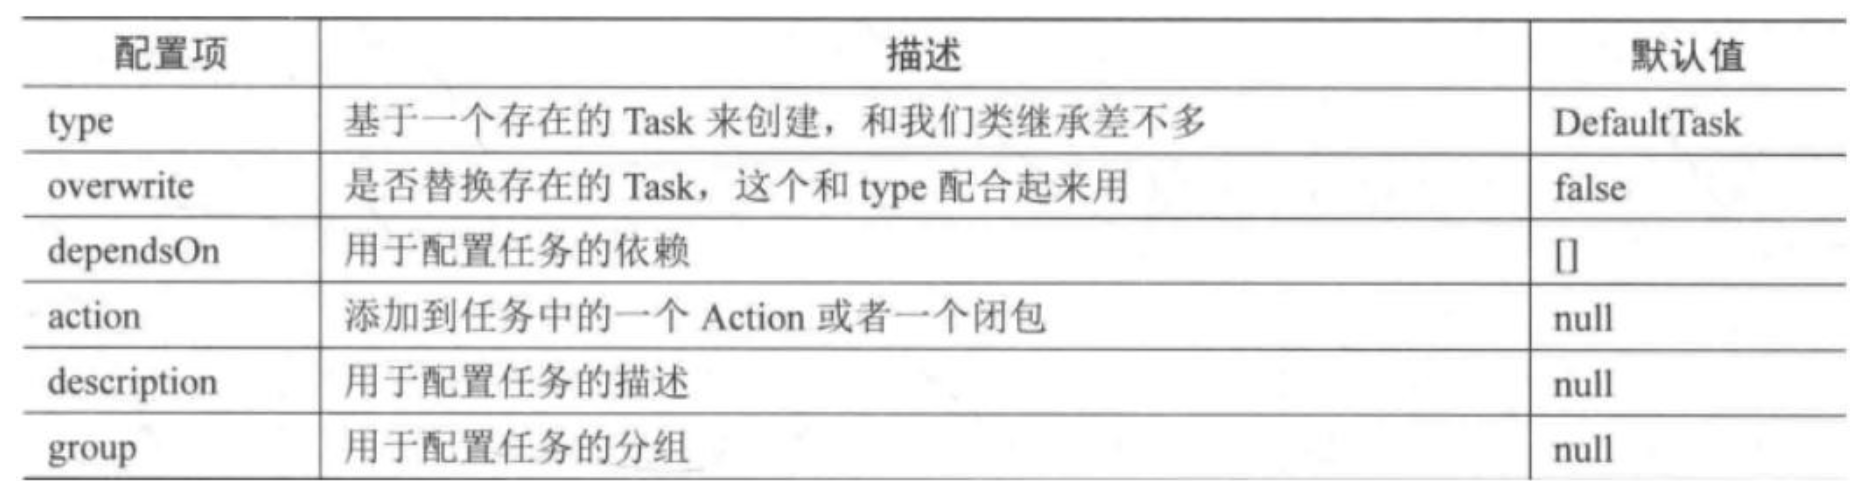 配置项 描述 默认值
type 基于一个存在的 Task 来创建，和我们类继承差不多 DefaultTask
overwrite 是否替换存在的 Task，这个和 type 配合起来用 false
dependsOn 用于配置任务的依赖 []
action 添加到任务中的一个 Action 或者一个闭包 null
description 用于配置任务的描述 null
group 用于配置任务的分组 null